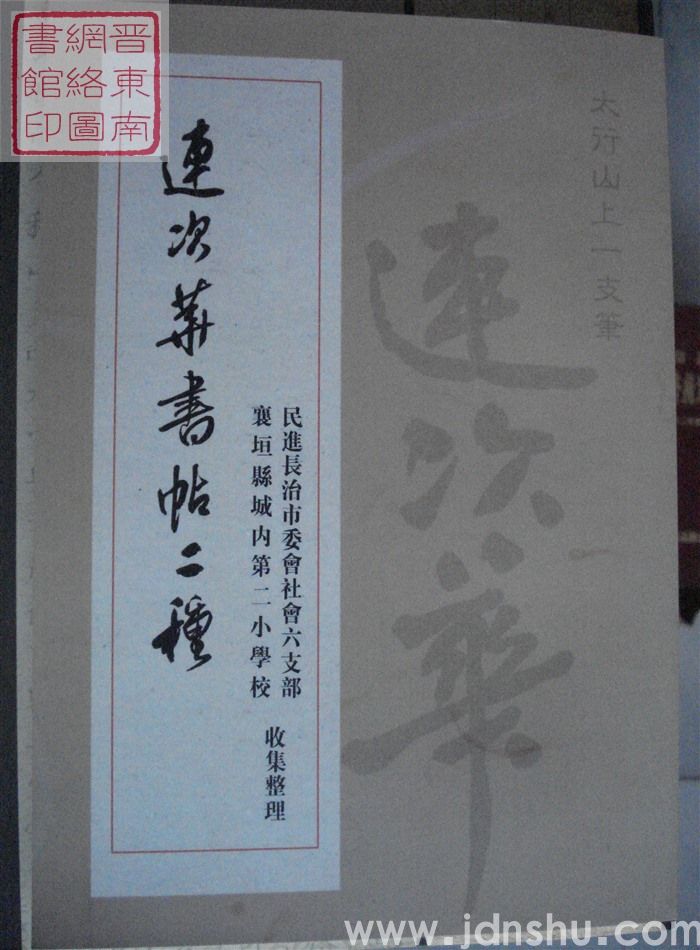 晋東南
網絡圖
書館印
太行山上一支筆
連次華
連次華書帖二種
民進長治市委會社會六支部
襄垣縣城内第二小學校
收集整理
www.jdnshu.com